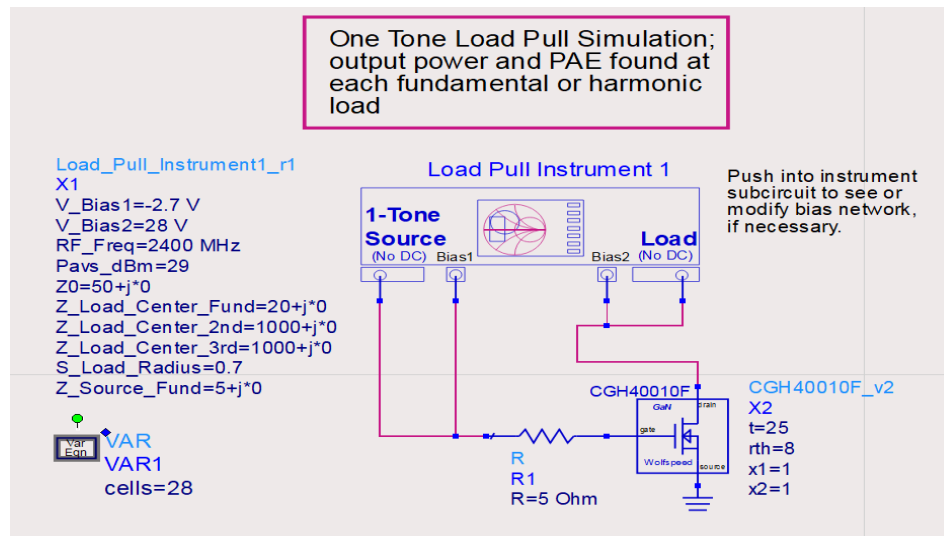 One Tone Load Pull Simulation;
output power and PAE found at
each fundamental or harmonic
load
Load_Pull_Instrument1_r1
X1
V_Bias1=-2.7 V
V_Bias2=28 V
RF_Freq=2400 MHz
Pavs_dBm=29
Z0=50+j*0
Z_Load_Center_Fund=20+j*0
Z_Load_Center_2nd=1000+j*0
Z_Load_Center_3rd=1000+j*0
S_Load_Radius=0.7
Z_Source_Fund=5+j*0
Var
Eqn
VAR
VAR1
cells=28
Load Pull Instrument 1
1-Tone
Source
(No DC)
Bias1
Bias2
Load
(No DC)
Push into instrument
subcircuit to see or
modify bias network,
if necessary.
R
R1
R=5 Ohm
CGH40010F
GaN
drain
gate
Wolfspeed
source
CGH40010F_v2
X2
t=25
rth=8
x1=1
x2=1